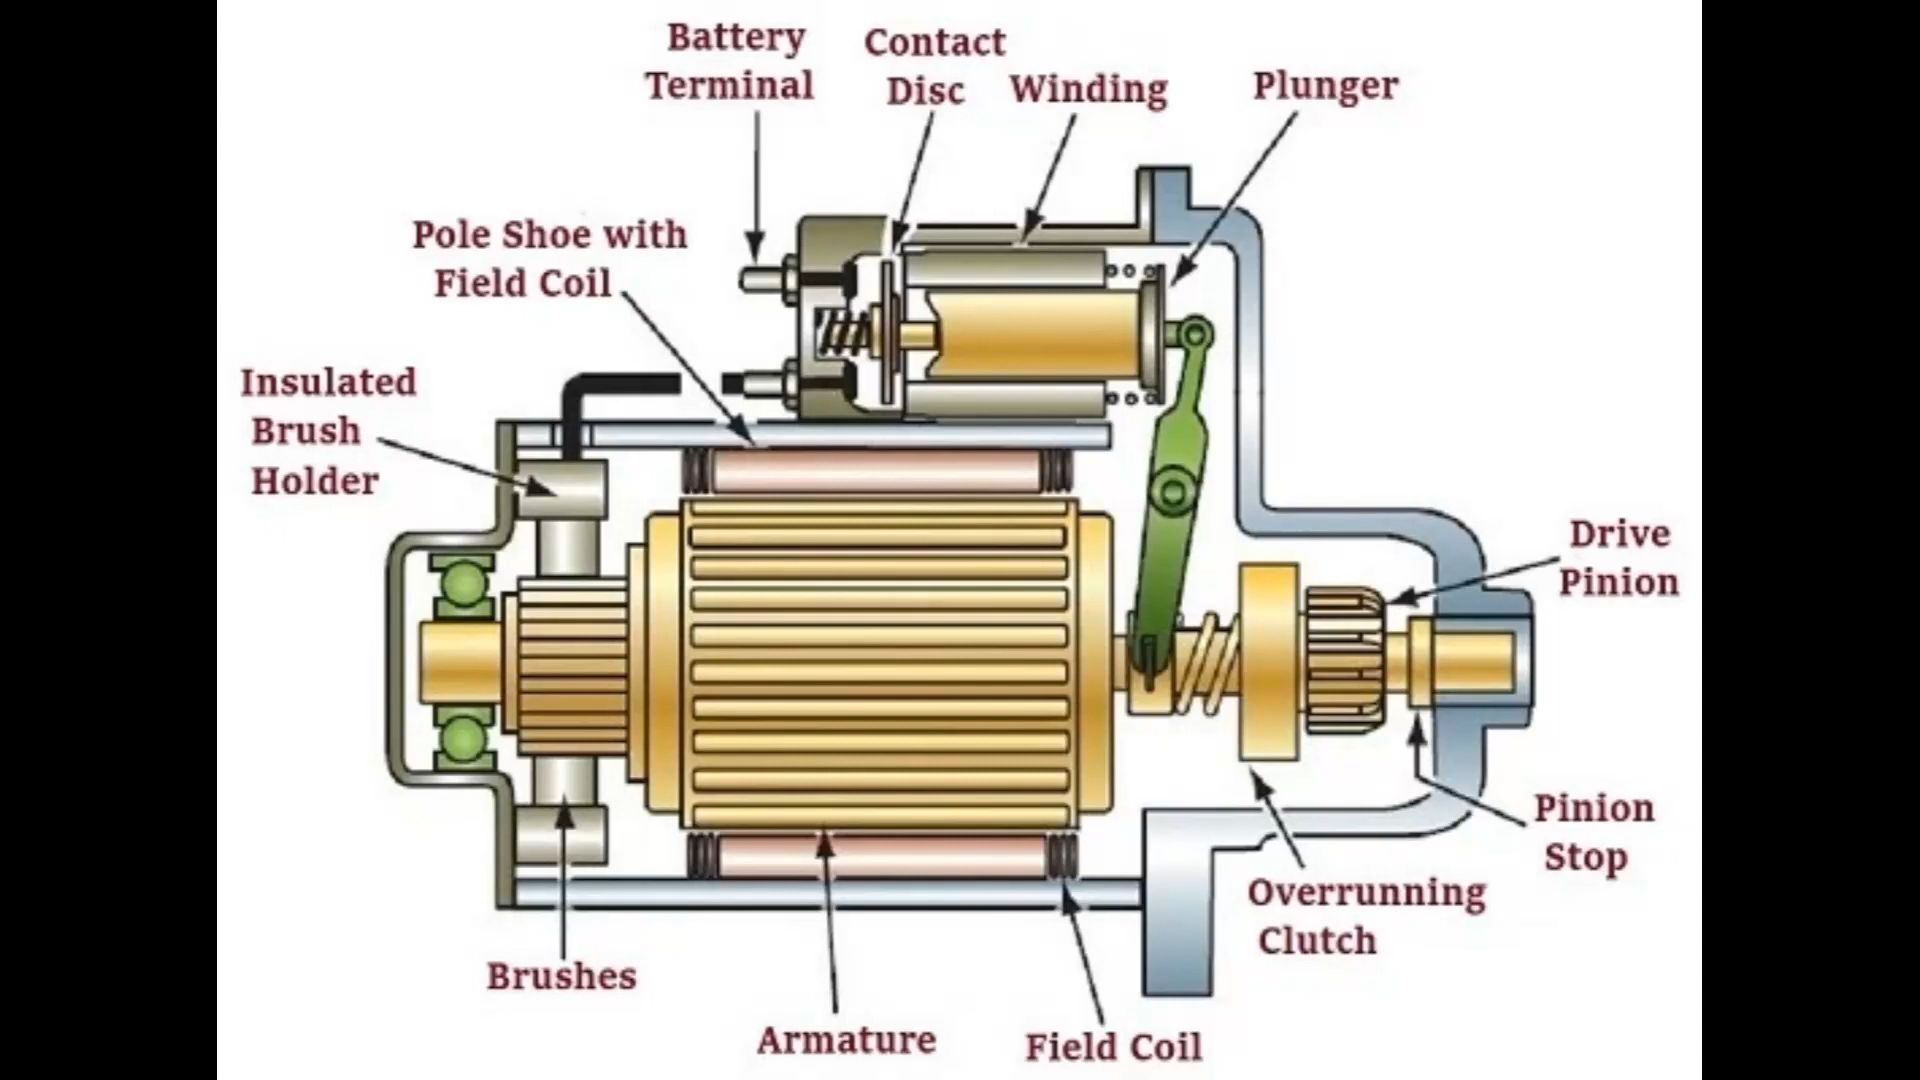 Battery
Terminal
Contact
Disc
Winding
Plunger
Pole Shoe with
Field Coil
Insulated
Brush
Holder
Drive
Pinion
Pinion
Stop
Overrunning
Clutch
Brushes
Armature
Field Coil